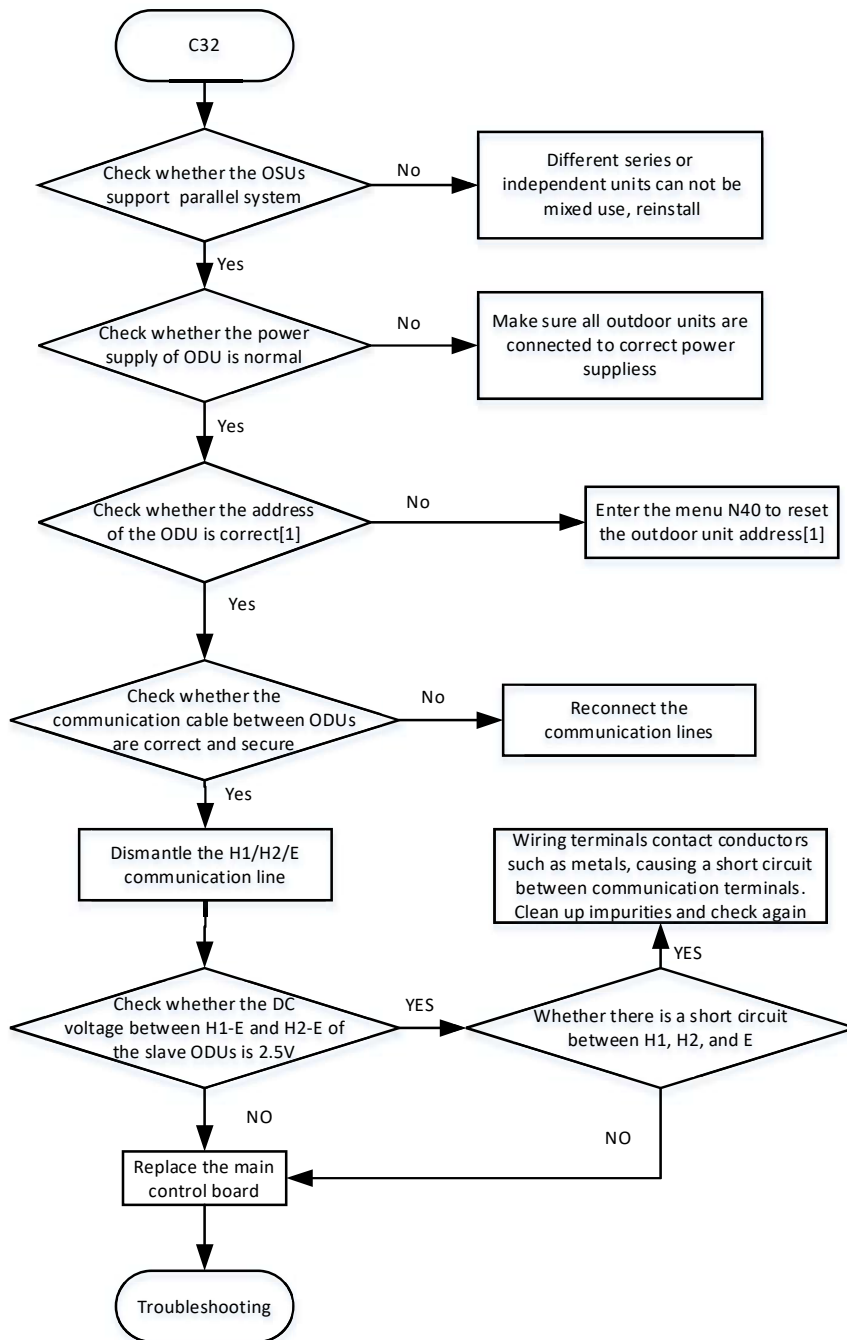 C32
Check whether the OSUs
support parallel system
No
Different series or
independent units can not be
mixed use, reinstall
Yes
Check whether the power
supply of ODU is normal
No
Make sure all outdoor units are
connected to correct power
suppliess
Yes
Check whether the address
of the ODU is correct[1]
No
Enter the menu N40 to reset
the outdoor unit address[1]
Yes
Check whether the
communication cable between ODUs
are correct and secure
No
Reconnect the
communication lines
Yes
Dismantle the H1/H2/E
communication line
Wiring terminals contact conductors
such as metals, causing a short circuit
between communication terminals.
Clean up impurities and check again
YES
Check whether the DC
voltage between H1-E and H2-E of
the slave ODUs is 2.5V
YES
Whether there is a short circuit
between H1, H2, and E
NO
NO
Replace the main
control board
Troubleshooting